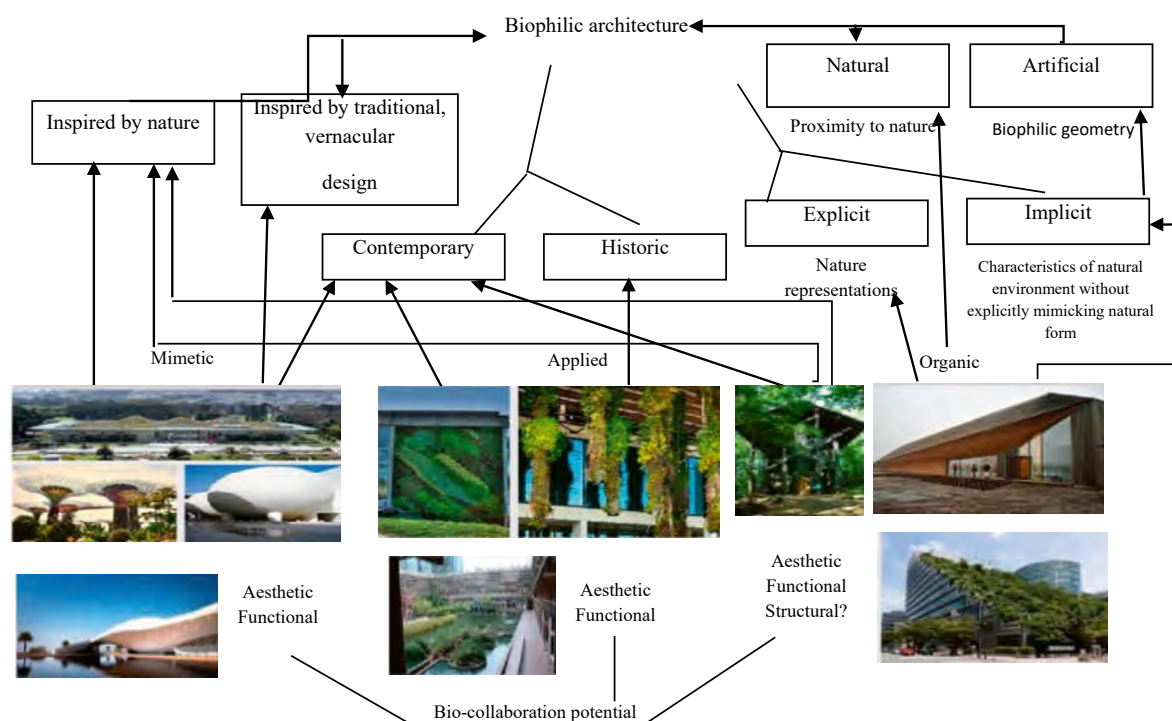 Biophilic architecture
Natural
Artificial
Inspired by nature
Inspired by traditional,
vernacular
design
Proximity to nature
Biophilic geometry
Explicit
Implicit
Contemporary
Historic
Nature
representations
Characteristics of natural
environment without
explicitly mimicking natural
form
Mimetic
Applied
Organic
Aesthetic
Functional
Aesthetic
Functional
Aesthetic
Functional
Structural?
Bio-collaboration potential